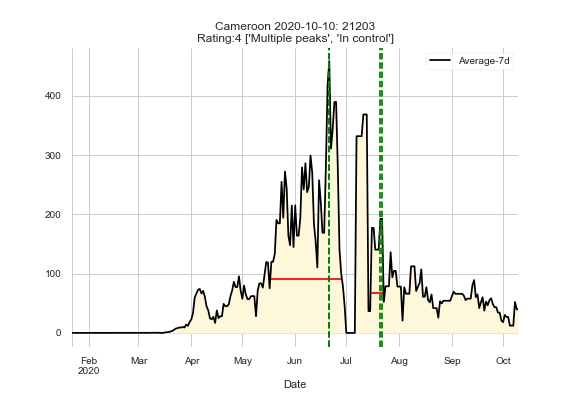 Cameroon 2020-10-10: 21203
Rating:4 ['Multiple peaks', 'In control']
Average-7d
400
300
200
100
0
Feb Mar Apr May Jun Jul Aug Sep Oct
2020
Date